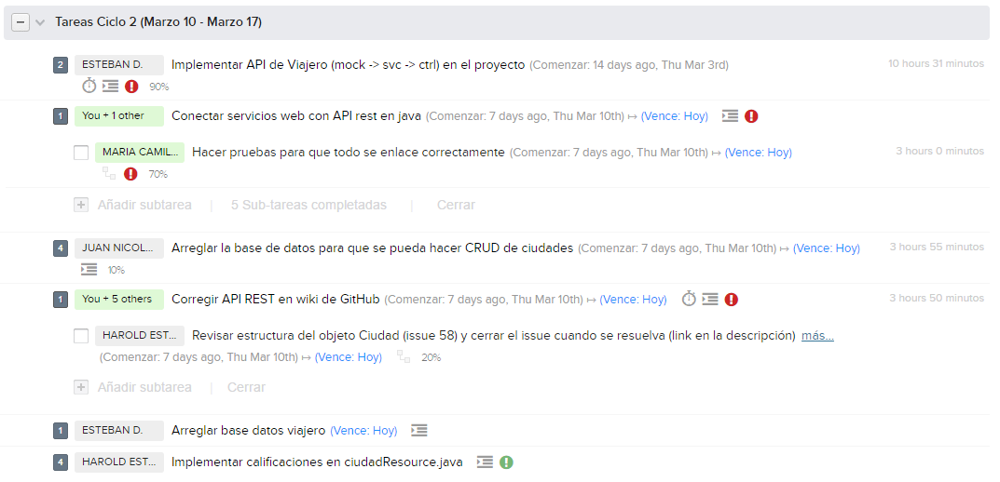 Tareas Ciclo 2 (Marzo 10 - Marzo 17)
2 ESTEBAN D. Implementar API de Viajero (mock -> svc -> ctrl) en el proyecto (Comenzar: 14 days ago, Thu Mar 3rd) 10 hours 31 minutos
90%
1 You + 1 other Conectar servicios web con API rest en java (Comenzar: 7 days ago, Thu Mar 10th) ↦ (Vence: Hoy)
MARIA CAMIL... Hacer pruebas para que todo se enlace correctamente (Comenzar: 7 days ago, Thu Mar 10th) ↦ (Vence: Hoy) 3 hours 0 minutos
70%
+ Añadir subtarea | 5 Sub-tareas completadas | Cerrar
4 JUAN NICOL... Arreglar la base de datos para que se pueda hacer CRUD de ciudades (Comenzar: 7 days ago, Thu Mar 10th) ↦ (Vence: Hoy) 3 hours 55 minutos
10%
1 You + 5 others Corregir API REST en wiki de GitHub (Comenzar: 7 days ago, Thu Mar 10th) ↦ (Vence: Hoy) 3 hours 50 minutos
HAROLD EST... Revisar estructura del objeto Ciudad (issue 58) y cerrar el issue cuando se resuelva (link en la descripción) más...
(Comenzar: 7 days ago, Thu Mar 10th) ↦ (Vence: Hoy) 20%
+ Añadir subtarea | Cerrar
1 ESTEBAN D. Arreglar base datos viajero (Vence: Hoy)
4 HAROLD EST... Implementar calificaciones en ciudadResource.java